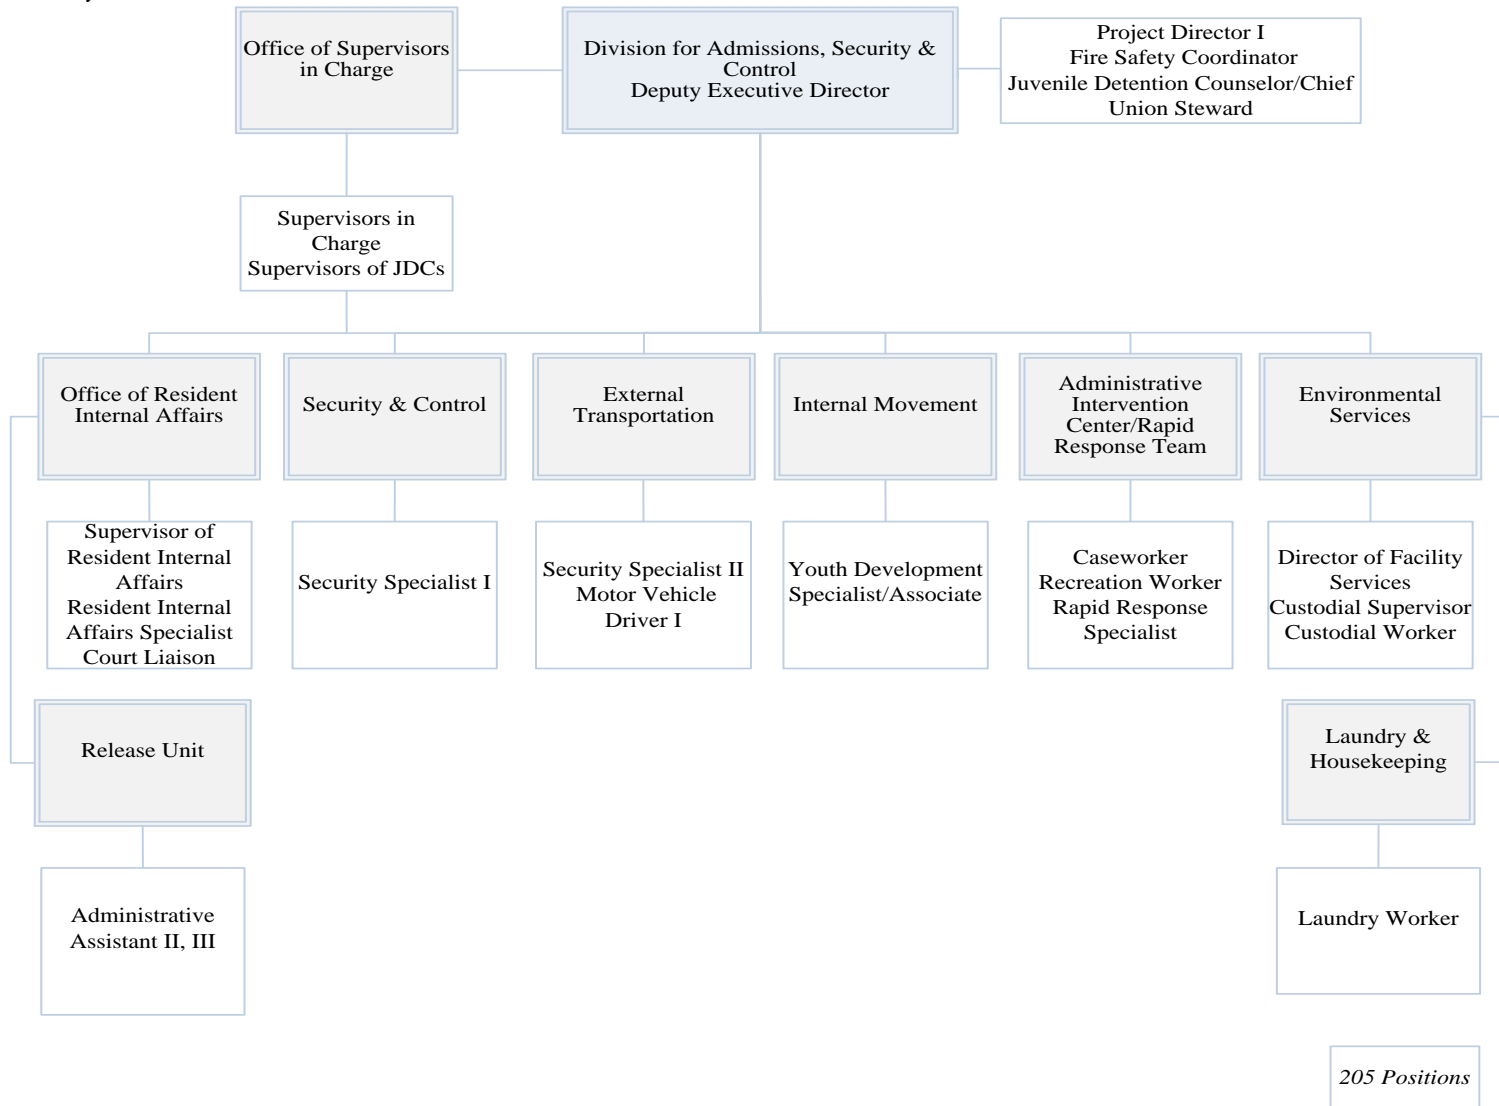 Office of Supervisors
in Charge
Division for Admissions, Security &
Control
Deputy Executive Director
Project Director I
Fire Safety Coordinator
Juvenile Detention Counselor/Chief
Union Steward
Supervisors in
Charge
Supervisors of JDCs
Office of Resident
Internal Affairs
Security & Control
External
Transportation
Internal Movement
Administrative
Intervention
Center/Rapid
Response Team
Environmental
Services
Supervisor of
Resident Internal
Affairs
Resident Internal
Affairs Specialist
Court Liaison
Security Specialist I
Security Specialist II
Motor Vehicle
Driver I
Youth Development
Specialist/Associate
Caseworker
Recreation Worker
Rapid Response
Specialist
Director of Facility
Services
Custodial Supervisor
Custodial Worker
Release Unit
Laundry &
Housekeeping
Administrative
Assistant II, III
Laundry Worker
205 Positions